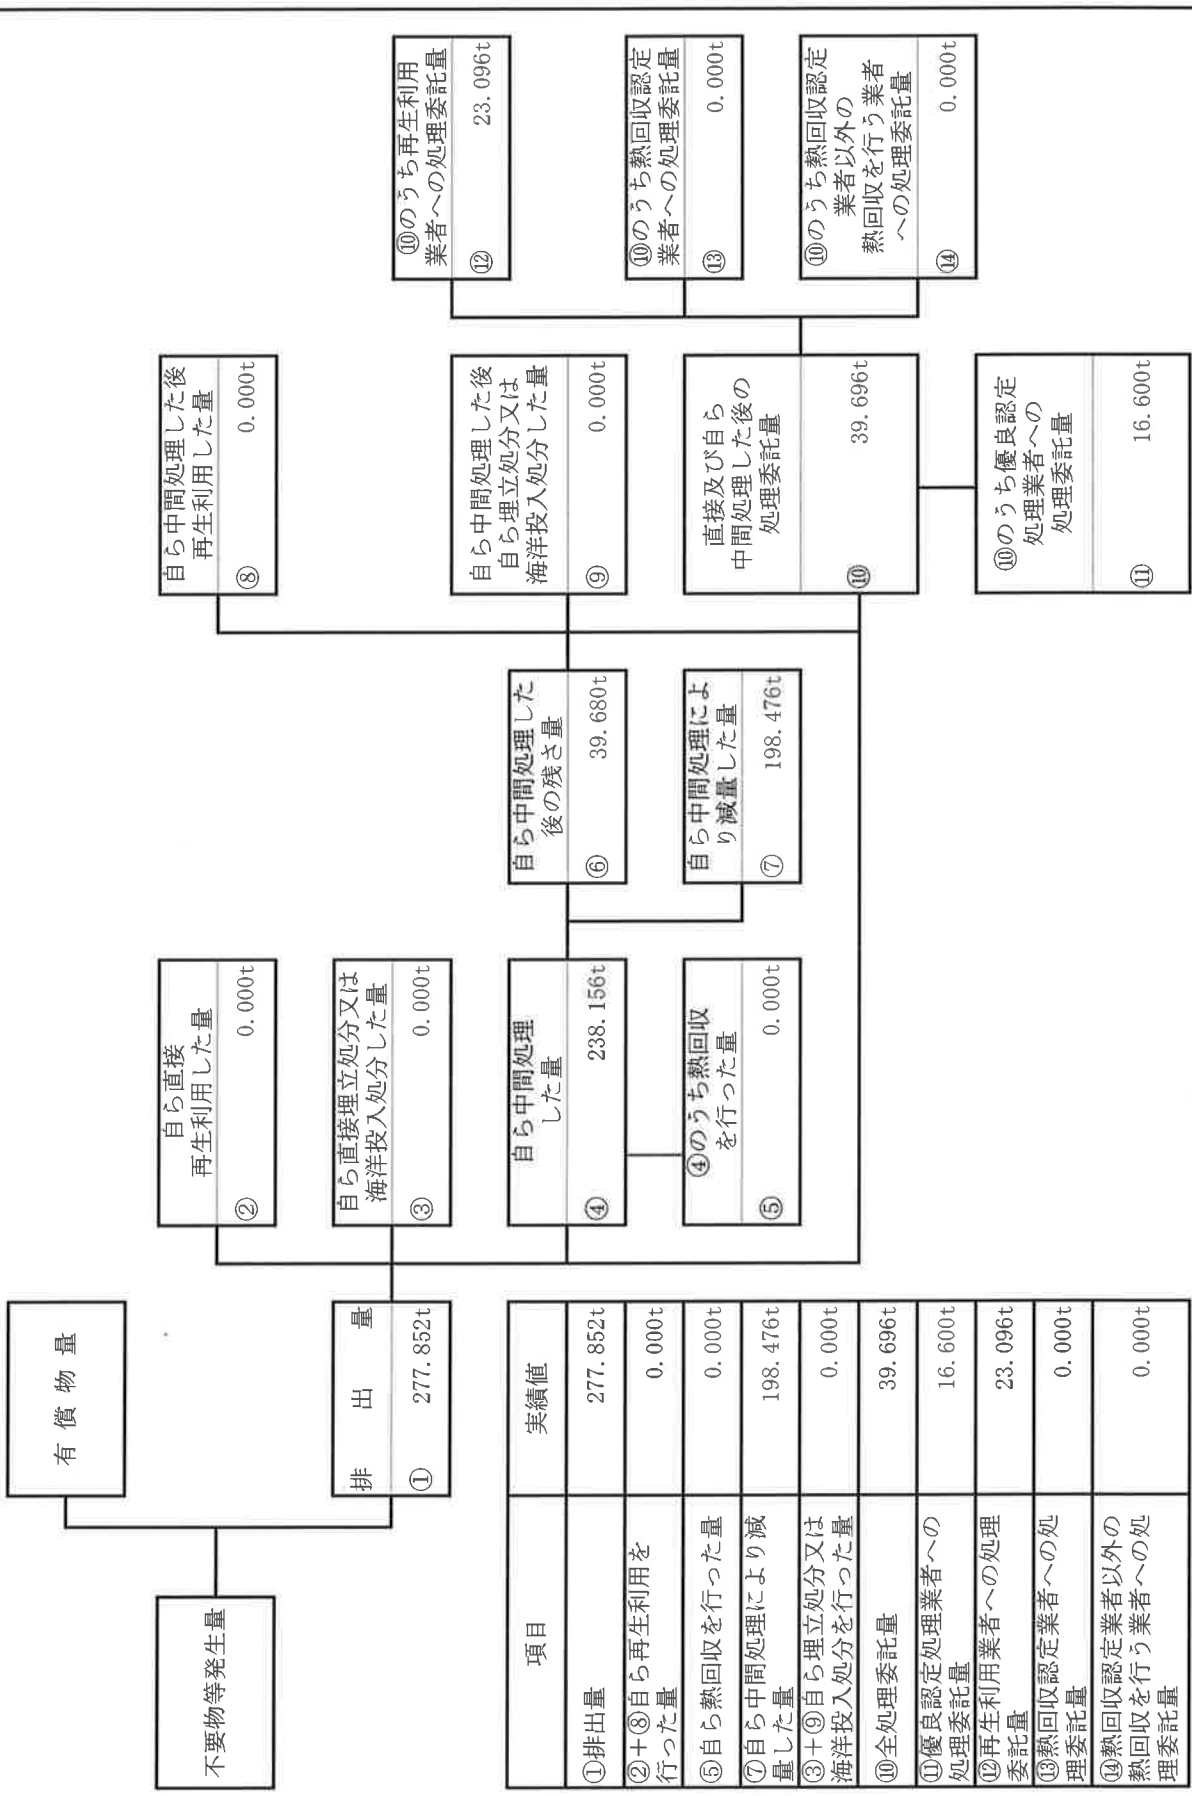 不要物等発生量
有償物量
排出量
① 277.852t
自ら直接
再生利用した量
② 0.000t
自ら直接埋立処分又は
海洋投入処分した量
③ 0.000t
自ら中間処理
した量
④ 238.156t
④のうち熱回収
を行った量
⑤ 0.000t
自ら中間処理した
後の残さ量
⑥ 39.680t
自ら中間処理によ
り減量した量
⑦ 198.476t
自ら中間処理した後
再生利用した量
⑧ 0.000t
自ら中間処理した後
自ら埋立処分又は
海洋投入処分した量
⑨ 0.000t
直接及び自ら
中間処理した後の
処理委託量
⑩ 39.696t
⑩のうち優良認定
処理業者への
処理委託量
⑪ 16.600t
⑩のうち再生利用
業者への処理委託量
⑫ 23.096t
⑩のうち熱回収認定
業者への処理委託量
⑬ 0.000t
⑩のうち熱回収認定
業者以外の
熱回収を行う業者
への処理委託量
⑭ 0.000t
項目 実績値
①排出量 277.852t
②+⑧自ら再生利用を
行った量 0.000t
⑤自ら熱回収を行った量 0.000t
⑦自ら中間処理により減
量した量 198.476t
③+⑨自ら埋立処分又は
海洋投入処分を行った量 0.000t
⑩全処理委託量 39.696t
⑪優良認定処理業者への
処理委託量 16.600t
⑫再生利用業者への処理
委託量 23.096t
⑬熱回収認定業者への処
理委託量 0.000t
⑭熱回収認定業者以外の
熱回収を行う業者への処
理委託量 0.000t